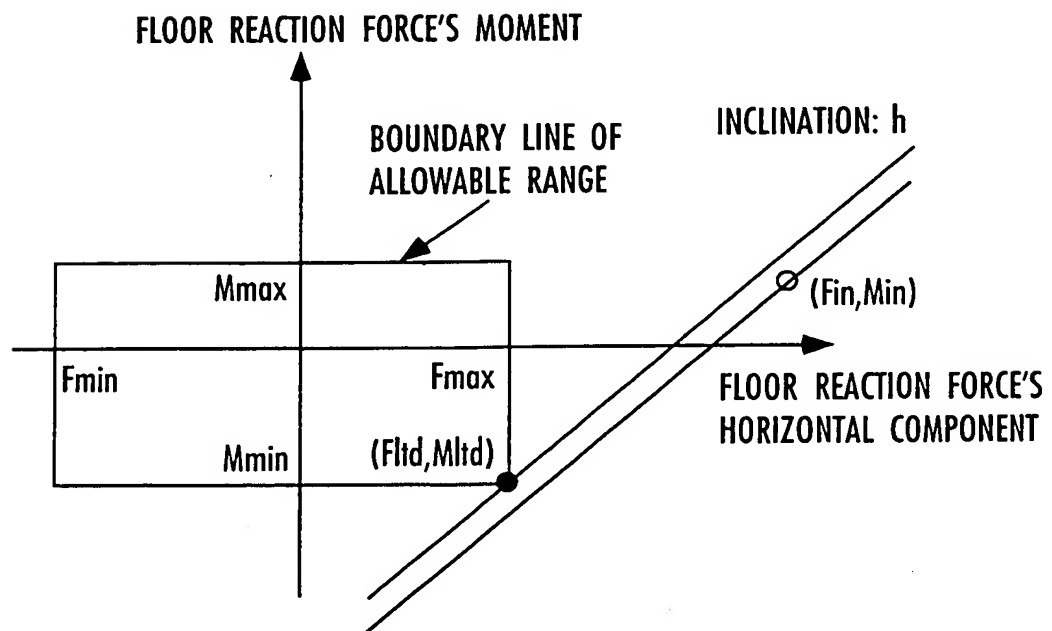 FLOOR REACTION FORCE'S MOMENT
INCLINATION: h
BOUNDARY LINE OF
ALLOWABLE RANGE
Mmax
(Fin,Min)
Fmin
Fmax
FLOOR REACTION FORCE'S
HORIZONTAL COMPONENT
Mmin
(Fltd,Mltd)